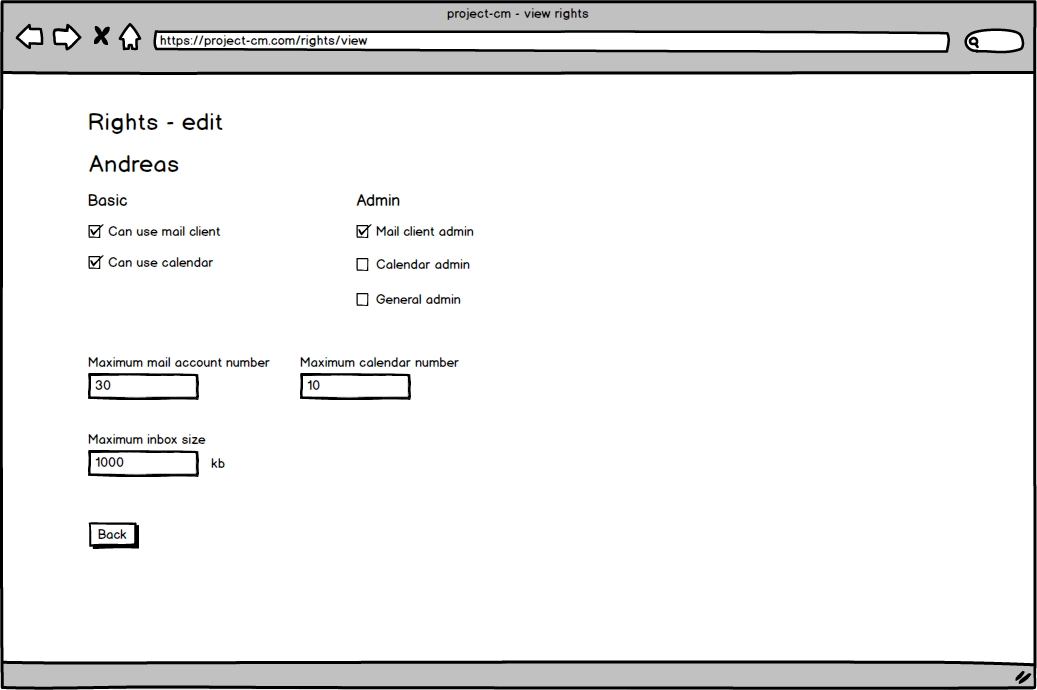 project-cm - view rights
https://project-cm.com/rights/view
Rights - edit
Andreas
Basic
Admin
Can use mail client
Mail client admin
Can use calendar
Calendar admin
General admin
Maximum mail account number
Maximum calendar number
30
10
Maximum inbox size
1000
kb
Back